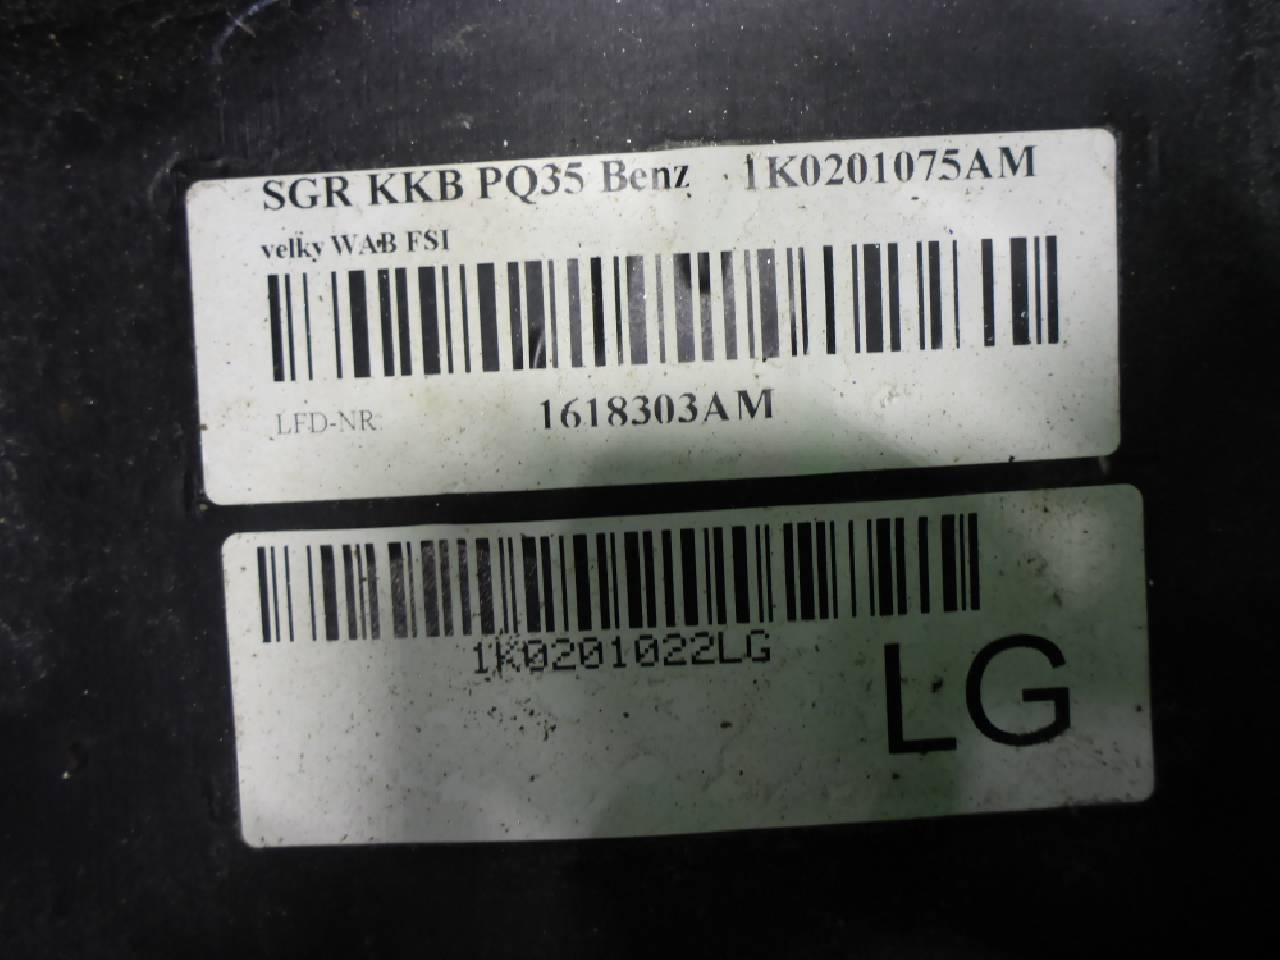 SGR KKB PQ35 Benz 1K0201075AM
velky WAB FSI
LFD-NR 1618303AM
1K0201022LG
LG